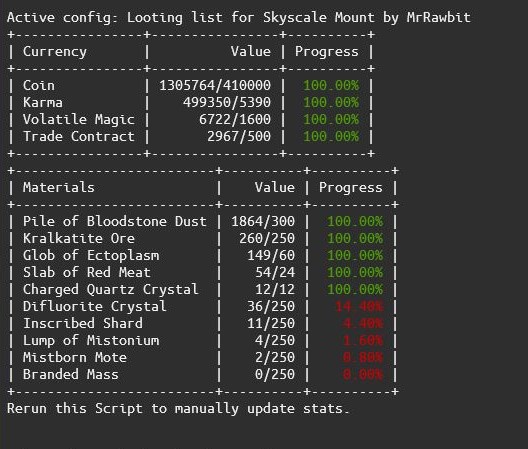 Active config: Looting list for Skyscale Mount by MrRawbit
+----------------+----------------+----------+
| Currency       |          Value | Progress |
+----------------+----------------+----------+
| Coin           | 1305764/410000 |  100.00% |
| Karma          |    499350/5390 |  100.00% |
| Volatile Magic |      6722/1600 |  100.00% |
| Trade Contract |       2967/500 |  100.00% |
+----------------+----------------+----------+
+-------------------------+----------+----------+
| Materials               |    Value | Progress |
+-------------------------+----------+----------+
| Pile of Bloodstone Dust | 1864/300 |  100.00% |
| Kralkatite Ore          |  260/250 |  100.00% |
| Glob of Ectoplasm       |   149/60 |  100.00% |
| Slab of Red Meat        |    54/24 |  100.00% |
| Charged Quartz Crystal  |    12/12 |  100.00% |
| Difluorite Crystal      |   36/250 |   14.40% |
| Inscribed Shard         |   11/250 |    4.40% |
| Lump of Mistonium       |    4/250 |    1.60% |
| Mistborn Mote           |    2/250 |    0.80% |
| Branded Mass            |    0/250 |    0.00% |
+-------------------------+----------+----------+
Rerun this Script to manually update stats.